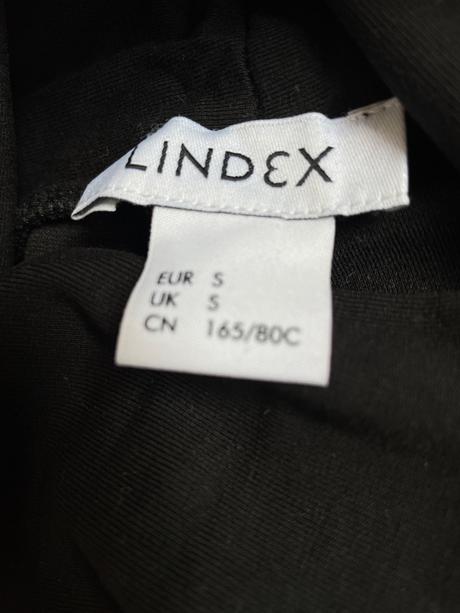 LINDEX
EUR S
UK S
CN 165/80C